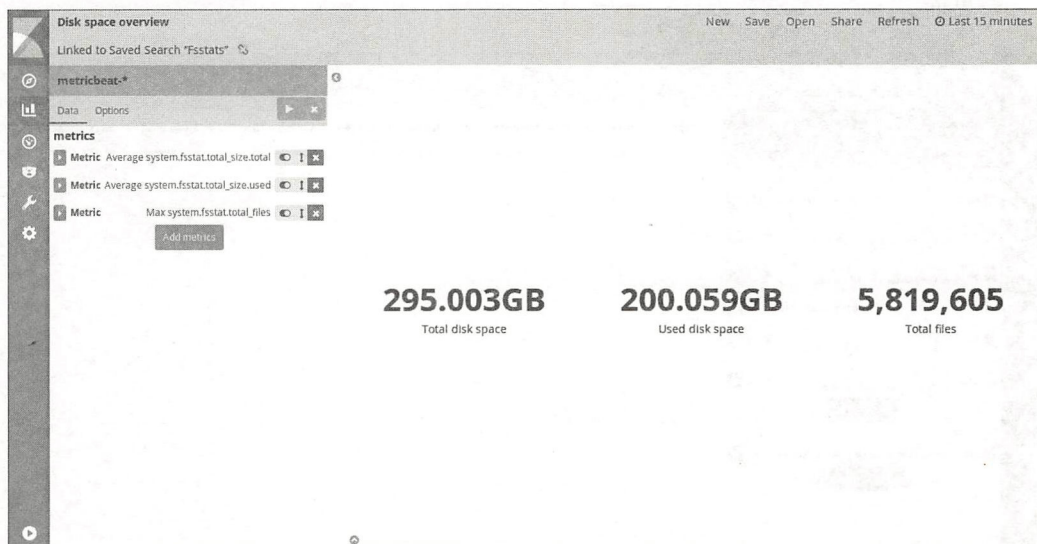 Disk space overview
New Save Open Share Refresh Last 15 minutes
Linked to Saved Search "Fsstats"
metricbeat-*
Data Options
metrics
Metric Average system.fsstat.total_size.total
Metric Average system.fsstat.total_size.used
Metric Max system.fsstat.total_files
Add metrics
295.003GB 200.059GB 5,819,605
Total disk space Used disk space Total files